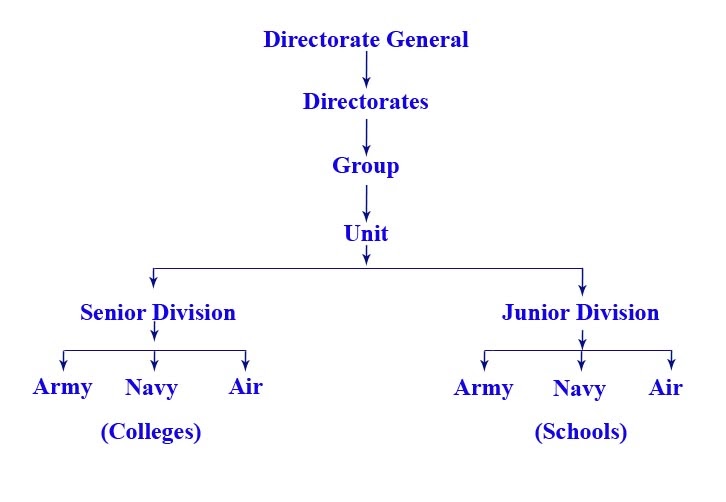 Directorate General
Directorates
Group
Unit
Senior Division
Junior Division
Army Navy Air
Army Navy Air
(Colleges)
(Schools)